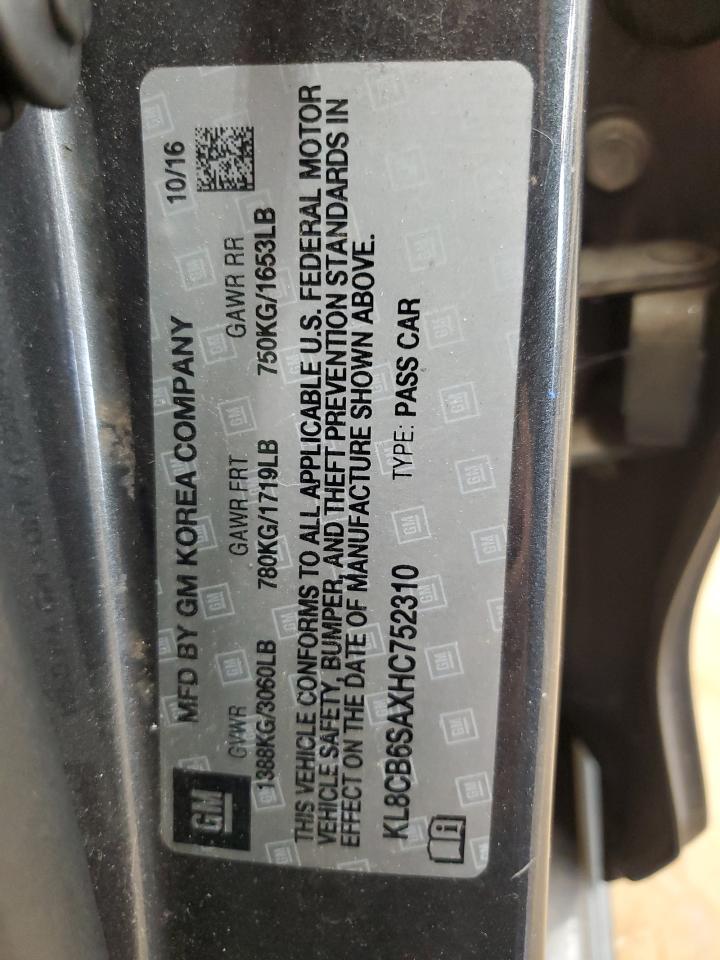 MFD BY GM KOREA COMPANY 10/16
GM
GVWR GAWR FRT GAWR RR
1388KG/3060LB 780KG/1719LB 750KG/1653LB
THIS VEHICLE CONFORMS TO ALL APPLICABLE U.S. FEDERAL MOTOR
VEHICLE SAFETY, BUMPER, AND THEFT PREVENTION STANDARDS IN
EFFECT ON THE DATE OF MANUFACTURE SHOWN ABOVE.
KL8CB6SAXHC752310 TYPE: PASS CAR